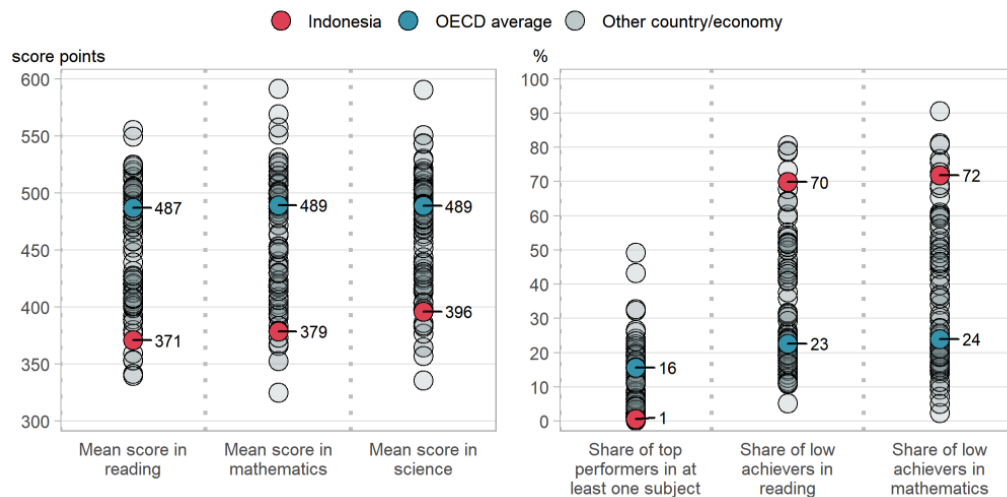 Indonesia OECD average Other country/economy
score points
600
550
500
450
400
350
300
487
371
489
379
489
396
Mean score in
reading
Mean score in
mathematics
Mean score in
science
%
100
90
80
70
60
50
40
30
20
10
0
16
1
70
23
72
24
Share of top
performers in at
least one subject
Share of low
achievers in
reading
Share of low
achievers in
mathematics